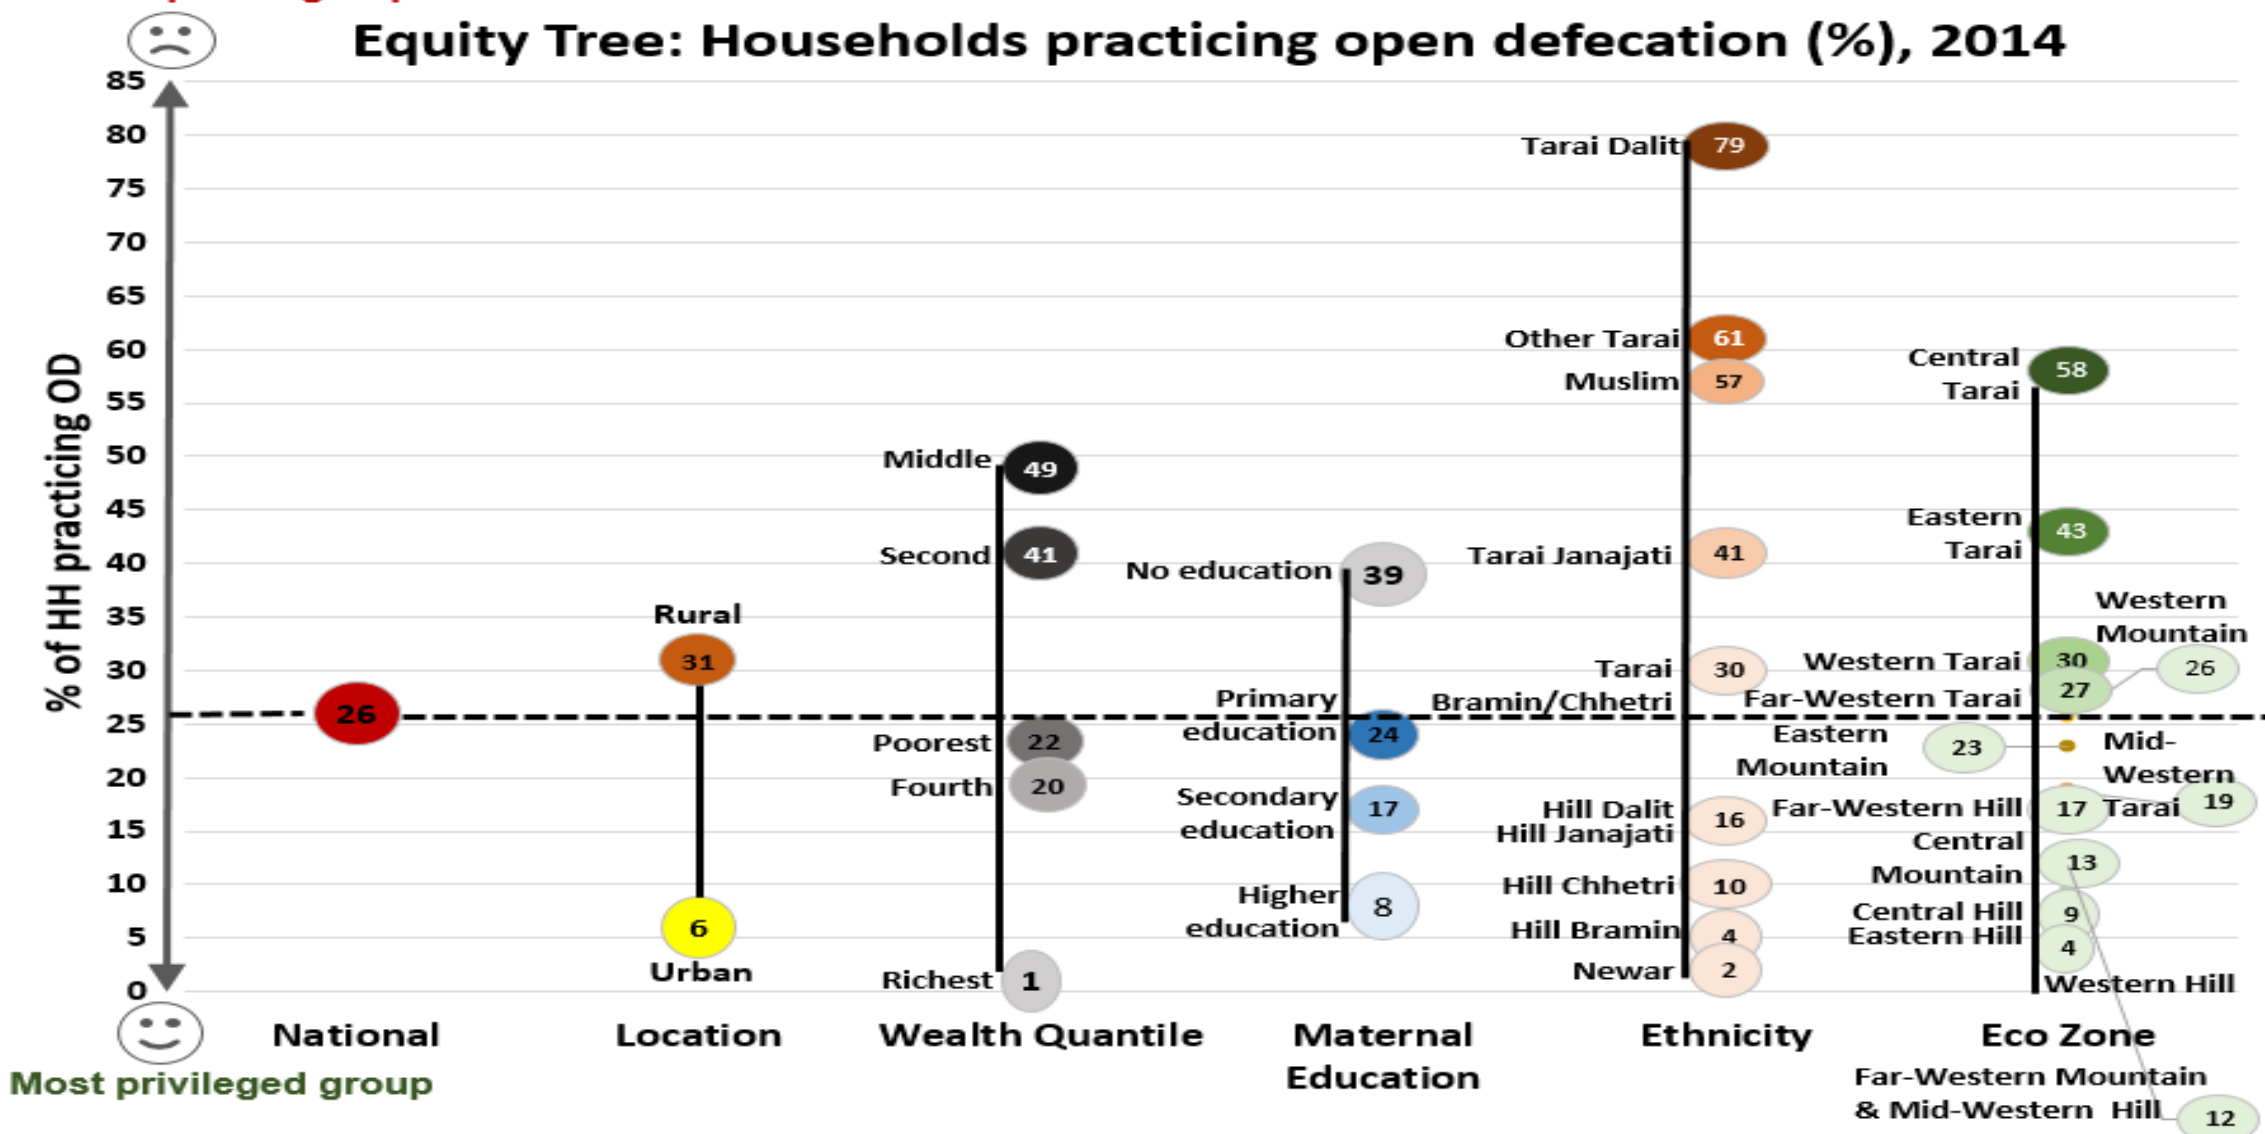 Equity Tree: Households practicing open defecation (%), 2014
% of HH practicing OD
85
80
75
70
65
60
55
50
45
40
35
30
25
20
15
10
5
0
26
Rural
31
6
Urban
Middle
49
Second
41
Poorest
22
Fourth
20
Richest
1
No education
39
Primary
education
24
Secondary
education
17
Higher
education
8
Tarai Dalit
79
Other Tarai
61
Muslim
57
Tarai Janajati
41
Tarai
Bramin/Chhetri
30
Hill Dalit
Hill Janajati
16
Hill Chhetri
10
Hill Bramin
4
Newar
2
Central
Tarai
58
Eastern
Tarai
43
Western
Mountain
26
Western Tarai
30
Far-Western Tarai
27
Eastern
Mountain
23
Mid-
Western
Tarai
19
Far-Western Hill
17
Central
Mountain
13
Central Hill
9
Eastern Hill
4
Western Hill
National
Location
Wealth Quantile
Maternal
Education
Ethnicity
Eco Zone
Most privileged group
Far-Western Mountain
& Mid-Western Hill
12